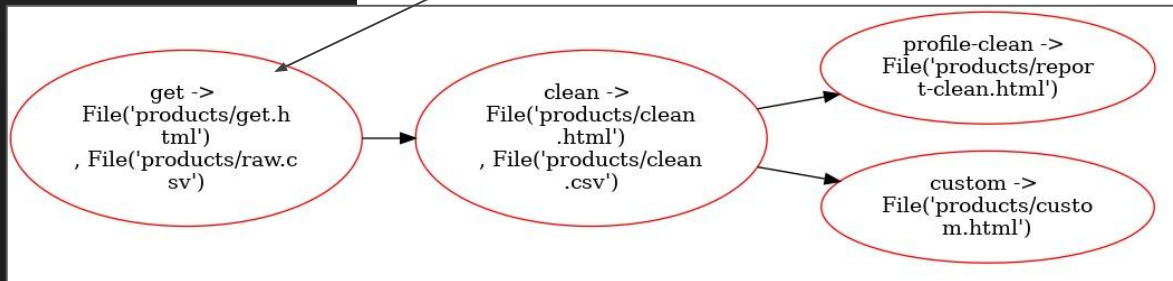 get ->
File('products/get.h
tml')
, File('products/raw.c
sv')
clean ->
File('products/clean
.html')
, File('products/clean
.csv')
profile-clean ->
File('products/repor
t-clean.html')
custom ->
File('products/custo
m.html')